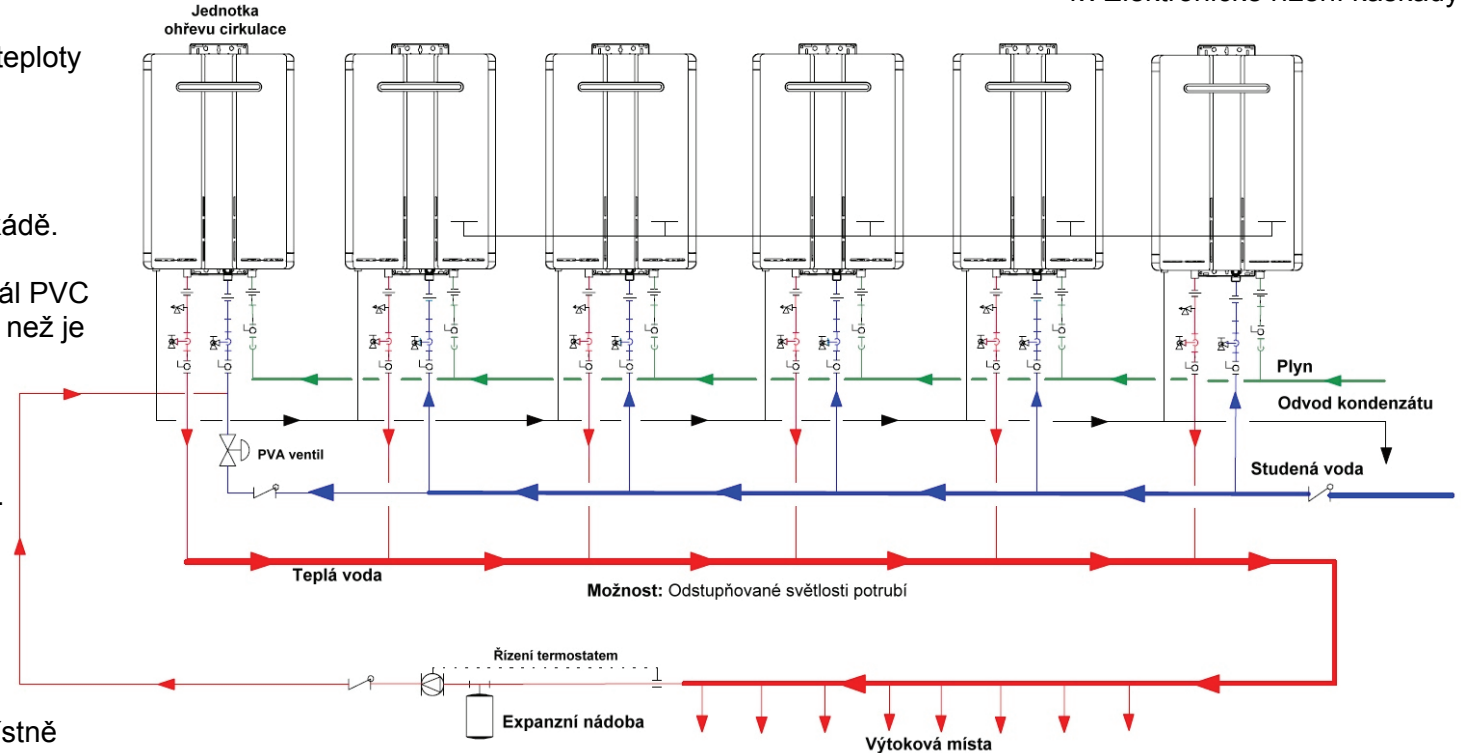 Jednotka
ohřevu cirkulace
teploty
ádě.
ál PVC
než je
Plyn
Odvod kondenzátu
PVA ventil
Studená voda
Teplá voda
Možnost: Odstupňované světlosti potrubí
Řízení termostatem
Expanzní nádoba
Výtoková místa
ístně